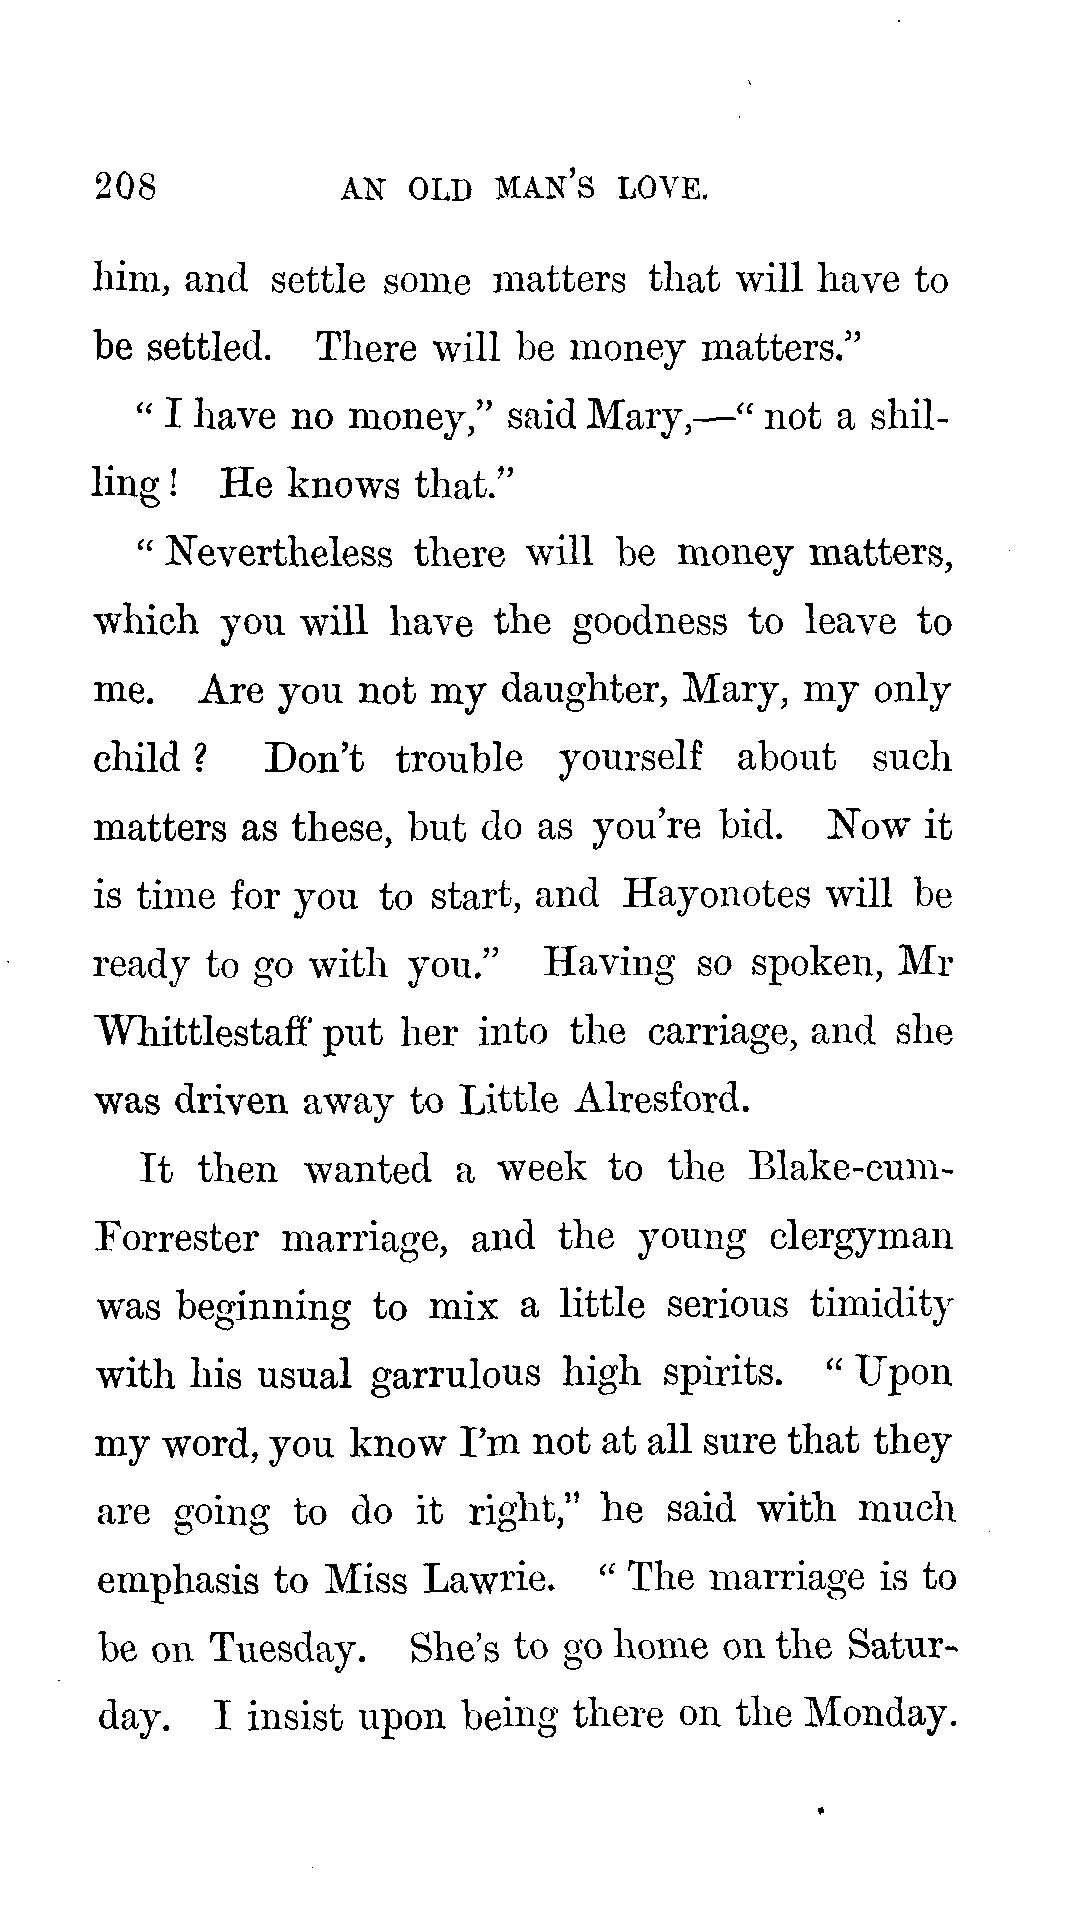 208 AN OLD MAN'S LOVE.
him, and settle some matters that will have to
be settled. There will be money matters.”
“ I have no money,” said Mary,—“ not a shil-
ling ! He knows that.”
“ Nevertheless there will be money matters,
which you will have the goodness to leave to
me. Are you not my daughter, Mary, my only
child ? Don’t trouble yourself about such
matters as these, but do as you’re bid. Now it
is time for you to start, and Hayonotes will be
ready to go with you.” Having so spoken, Mr
Whittlestaff put her into the carriage, and she
was driven away to Little Alresford.
It then wanted a week to the Blake-cum-
Forrester marriage, and the young clergyman
was beginning to mix a little serious timidity
with his usual garrulous high spirits. “ Upon
my word, you know I’m not at all sure that they
are going to do it right,” he said with much
emphasis to Miss Lawrie. “ The marriage is to
be on Tuesday. She’s to go home on the Satur-
day. I insist upon being there on the Monday.